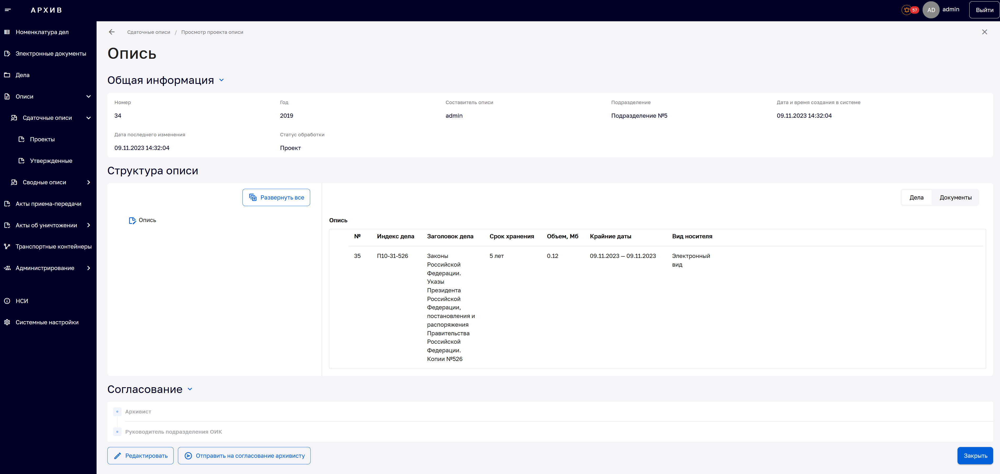 АРХИВ
57
AD
admin
Выйти
Номенклатура дел
Электронные документы
Дела
Описи
Сдаточные описи
Проекты
Утвержденные
Сводные описи
Акты приема-передачи
Акты об уничтожении
Транспортные контейнеры
Администрирование
НСИ
Системные настройки
Сдаточные описи / Просмотр проекта описи
Опись
Общая информация
Номер
34
Год
2019
Составитель описи
admin
Подразделение
Подразделение №5
Дата и время создания в системе
09.11.2023 14:32:04
Дата последнего изменения
09.11.2023 14:32:04
Статус обработки
Проект
Структура описи
Развернуть все
Опись
Дела
Документы
Опись
№ Индекс дела Заголовок дела Срок хранения Объем, Мб Крайние даты Вид носителя
35 П10-31-526
Законы
Российской
Федерации.
Указы
Президента
Российской
Федерации,
постановления и
распоряжения
Правительства
Российской
Федерации.
Копии №526
5 лет
0.12
09.11.2023 — 09.11.2023
Электронный
вид
Согласование
Архивист
Руководитель подразделения ОИК
Редактировать
Отправить на согласование архивисту
Закрыть